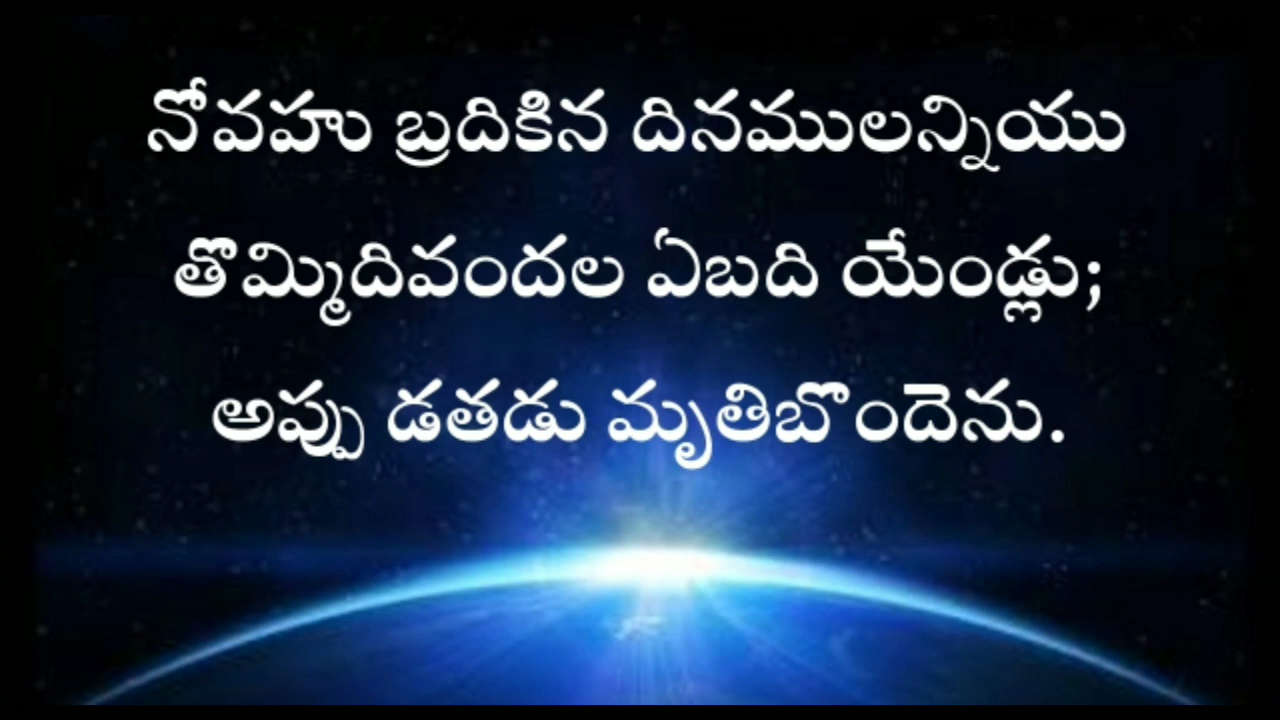 నోవహు బ్రదికిన దినములన్నియు
తొమ్మిదివందల ఏబది యేండ్లు;
అప్పు డతడు మృతిబొందెను.